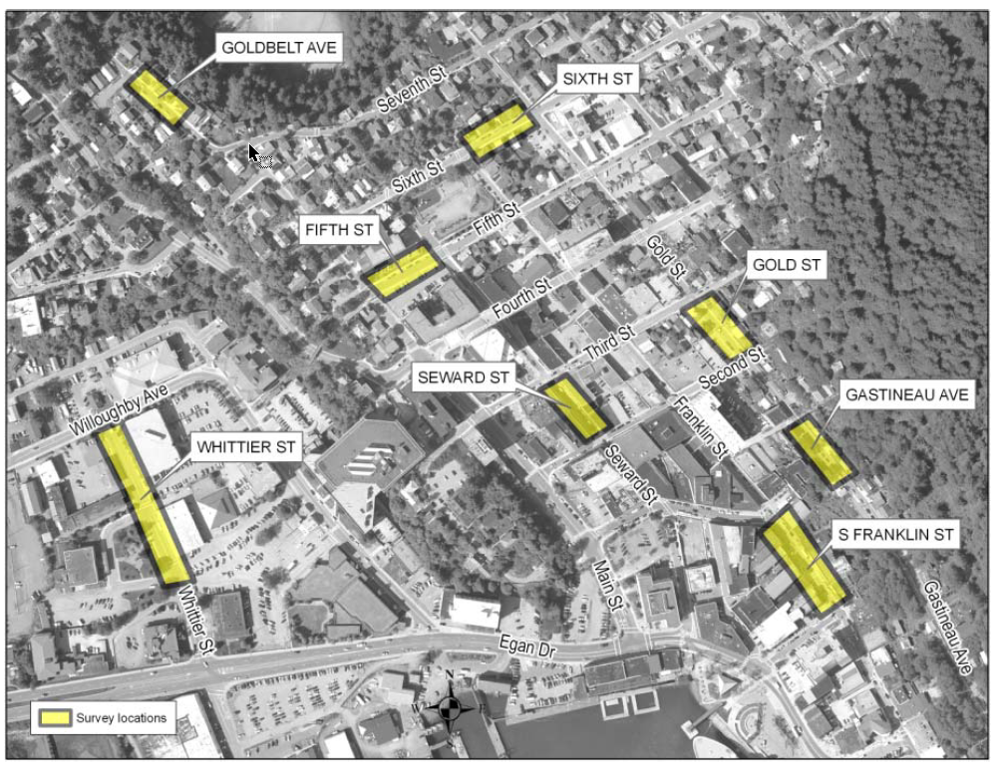 GOLDBELT AVE
SIXTH ST
Seventh St
Sixth St
FIFTH ST
Fifth St
Gold St
GOLD ST
Fourth St
Third St
SEWARD ST
Second St
Willoughby Ave
GASTINEAU AVE
Franklin St
WHITTIER ST
Seward St
S FRANKLIN ST
Main St
Whittier St
Gastineau Ave
Egan Dr
N
W E
Survey locations